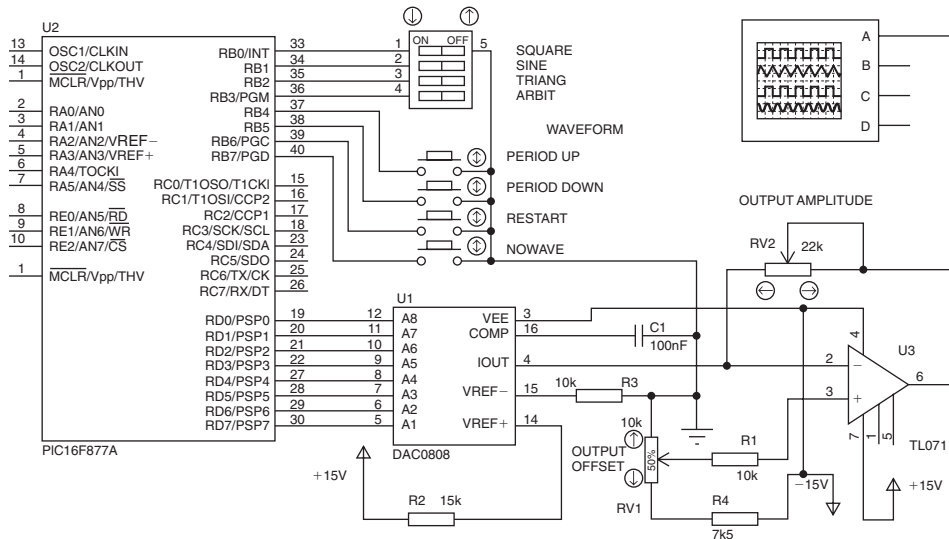 U2
13 OSC1/CLKIN
14 OSC2/CLKOUT
1 MCLR/Vpp/THV
2 RA0/AN0
3 RA1/AN1
4 RA2/AN2/VREF−
5 RA3/AN3/VREF+
6 RA4/TOCKI
7 RA5/AN4/SS
8 RE0/AN5/RD
9 RE1/AN6/WR
10 RE2/AN7/CS
1 MCLR/Vpp/THV
RB0/INT 33
RB1 34
RB2 35
RB3/PGM 36
RB4 37
RB5 38
RB6/PGC 39
RB7/PGD 40
RC0/T1OSO/T1CKI 15
RC1/T1OSI/CCP2 16
RC2/CCP1 17
RC3/SCK/SCL 18
RC4/SDI/SDA 23
RC5/SDO 24
RC6/TX/CK 25
RC7/RX/DT 26
RD0/PSP0 19
RD1/PSP1 20
RD2/PSP2 21
RD3/PSP3 22
RD4/PSP4 27
RD5/PSP5 28
RD6/PSP6 29
RD7/PSP7 30
PIC16F877A
ON OFF
1 5
2
3
4
SQUARE
SINE
TRIANG
ARBIT
WAVEFORM
PERIOD UP
PERIOD DOWN
RESTART
NOWAVE
A
B
C
D
OUTPUT AMPLITUDE
RV2 22k
U1
12 A8
11 A7
10 A6
9 A5
8 A4
7 A3
6 A2
5 A1
VEE 3
COMP 16
IOUT 4
VREF− 15
VREF+ 14
DAC0808
C1
100nF
10k R3
+15V
R2 15k
10k
OUTPUT
OFFSET
50%
RV1
R1
10k
R4
7k5
−15V
4
U3
2 −
3 +
6
7 1 5
TL071
+15V